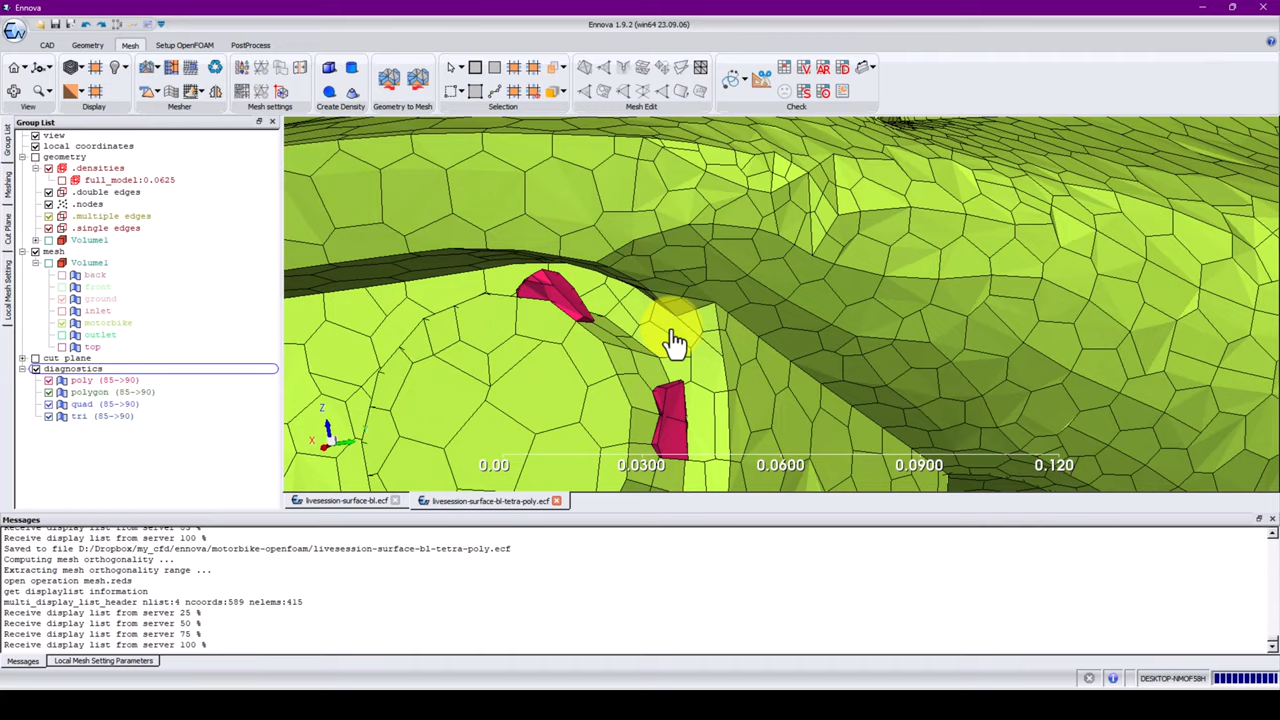 Ennova
Ennova 1.9.2 (win64 23.09.06)
CAD Geometry Mesh Setup OpenFOAM PostProcess
View Display Mesher Mesh settings Create Density Geometry to Mesh Selection Mesh Edit Check
Group List
Group List
Meshing
Cut Plane
Local Mesh Setting
view
local coordinates
geometry
.densities
full_model:0.0625
.double edges
.nodes
.multiple edges
.single edges
Volume1
mesh
Volume1
back
front
ground
inlet
motorbike
outlet
top
cut plane
diagnostics
poly (85->90)
polygon (85->90)
quad (85->90)
tri (85->90)
Z
X
Y
0.00 0.0300 0.0600 0.0900 0.120
livesession-surface-bl.ecf livesession-surface-bl-tetra-poly.ecf
Messages
Receive display list from server 100 %
Saved to file D:/Dropbox/my_cfd/ennova/motorbike-openfoam/livesession-surface-bl-tetra-poly.ecf
Computing mesh orthogonality ...
Extracting mesh orthogonality range ...
open operation mesh.reds
get displaylist information
multi_display_list_header nlist:4 ncoords:589 nelems:415
Receive display list from server 25 %
Receive display list from server 50 %
Receive display list from server 75 %
Receive display list from server 100 %
Messages Local Mesh Setting Parameters
DESKTOP-NMOF58H